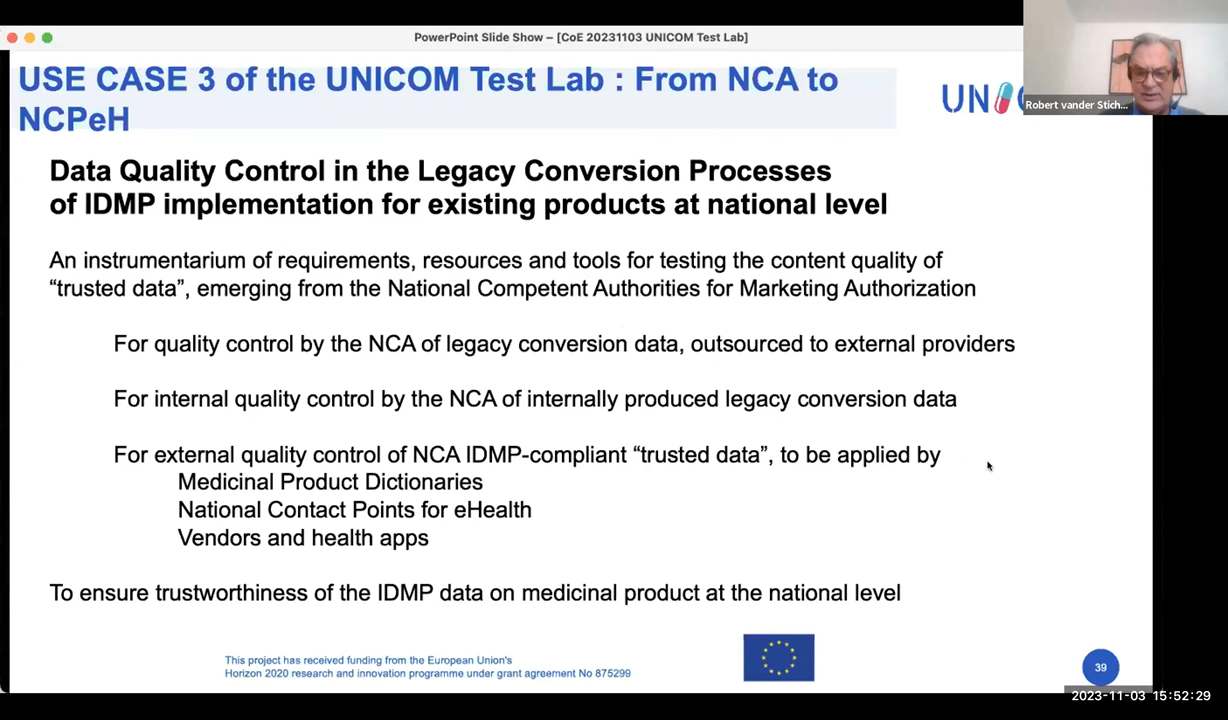 PowerPoint Slide Show – [CoE 20231103 UNICOM Test Lab]
USE CASE 3 of the UNICOM Test Lab : From NCA to
NCPeH
UN
Robert vander Stich...
Data Quality Control in the Legacy Conversion Processes
of IDMP implementation for existing products at national level
An instrumentarium of requirements, resources and tools for testing the content quality of
“trusted data”, emerging from the National Competent Authorities for Marketing Authorization
For quality control by the NCA of legacy conversion data, outsourced to external providers
For internal quality control by the NCA of internally produced legacy conversion data
For external quality control of NCA IDMP-compliant “trusted data”, to be applied by
Medicinal Product Dictionaries
National Contact Points for eHealth
Vendors and health apps
To ensure trustworthiness of the IDMP data on medicinal product at the national level
This project has received funding from the European Union's
Horizon 2020 research and innovation programme under grant agreement No 875299
39
2023-11-03 15:52:29